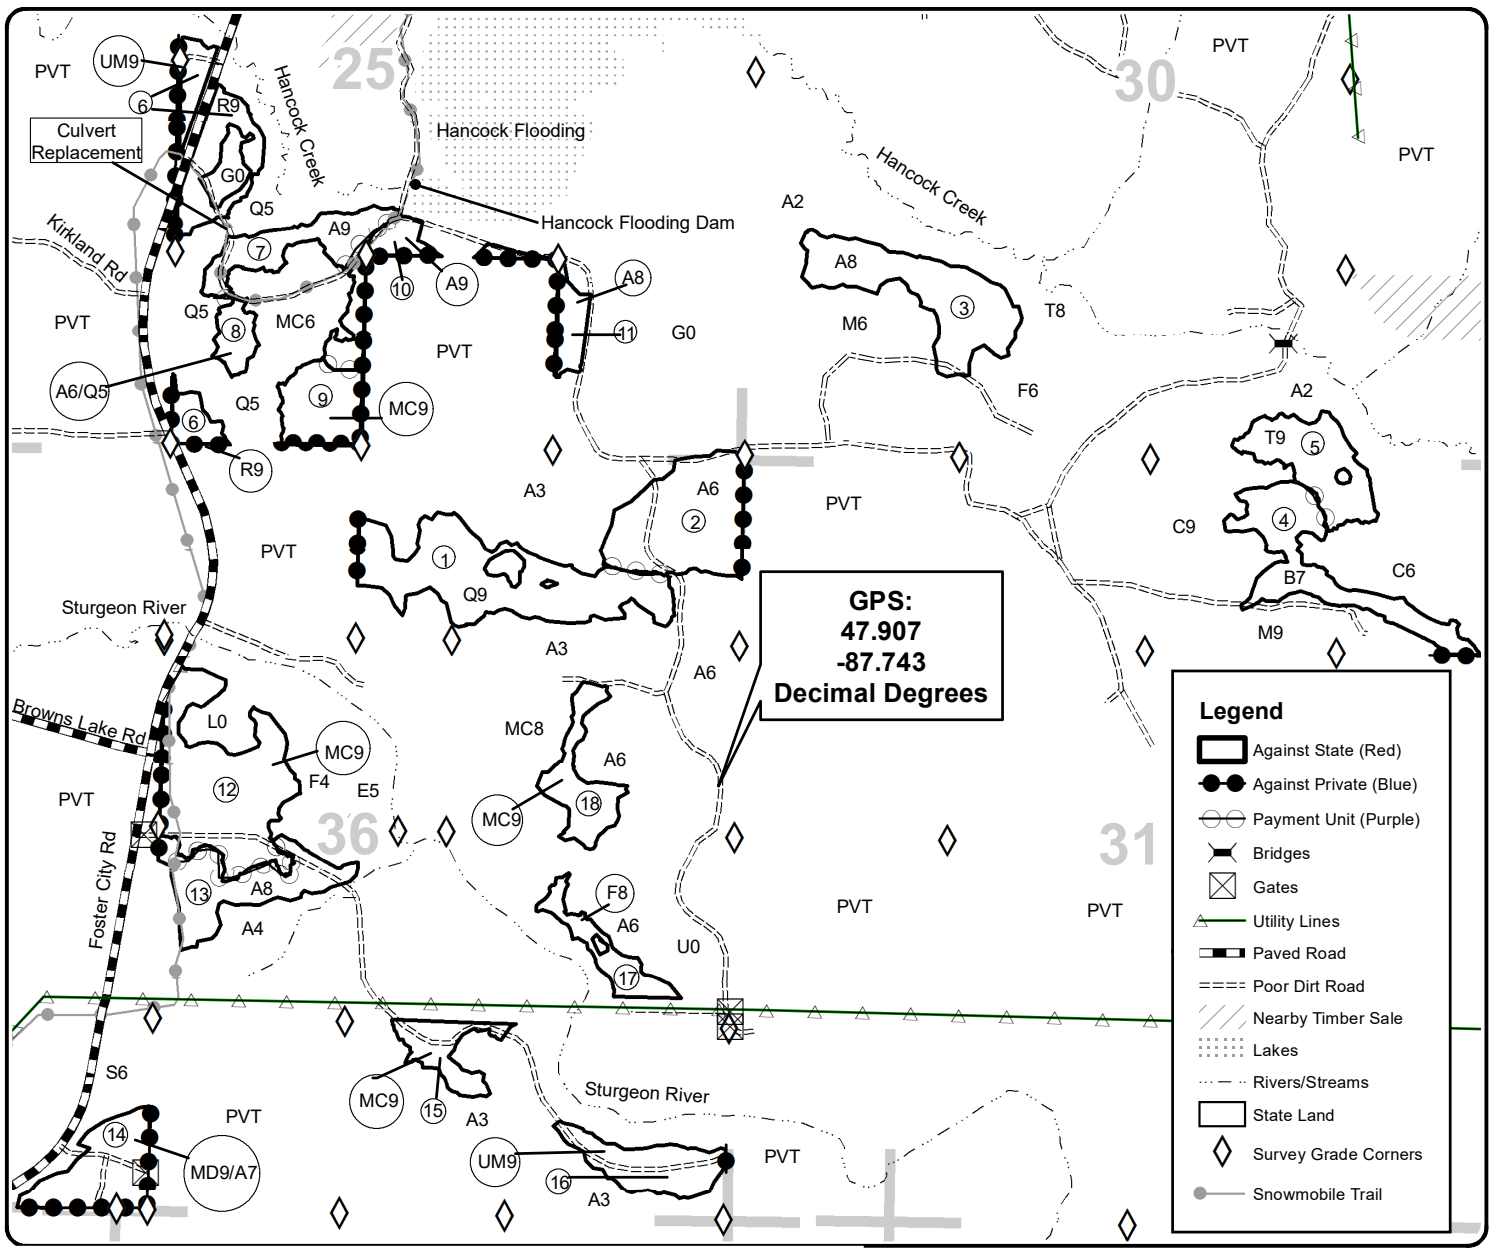 25
30
PVT
PVT
UM9
6
R9
Hancock Creek
Culvert
Replacement
Hancock Flooding
PVT
G0
Hancock Creek
Q5
A2
Kirkland Rd
A9
Hancock Flooding Dam
7
A8
10
A9
A8
3
T8
Q5
MC6
PVT
8
M6
11
G0
PVT
A6/Q5
Q5
9
MC9
F6
A2
6
R9
T9
5
A3
A6
PVT
2
4
C9
PVT
1
Q9
B7
C6
Sturgeon River
GPS:
47.907
-87.743
Decimal Degrees
M9
A3
A6
Browns Lake Rd
L0
MC9
MC8
A6
F4
E5
12
PVT
18
MC9
36
31
Foster City Rd
13
A8
F8
A4
A6
PVT
PVT
U0
17
S6
MC9
15
A3
Sturgeon River
PVT
14
MD9/A7
UM9
16
A3
PVT
Legend
Against State (Red)
Against Private (Blue)
Payment Unit (Purple)
Bridges
Gates
Utility Lines
Paved Road
Poor Dirt Road
Nearby Timber Sale
Lakes
Rivers/Streams
State Land
Survey Grade Corners
Snowmobile Trail